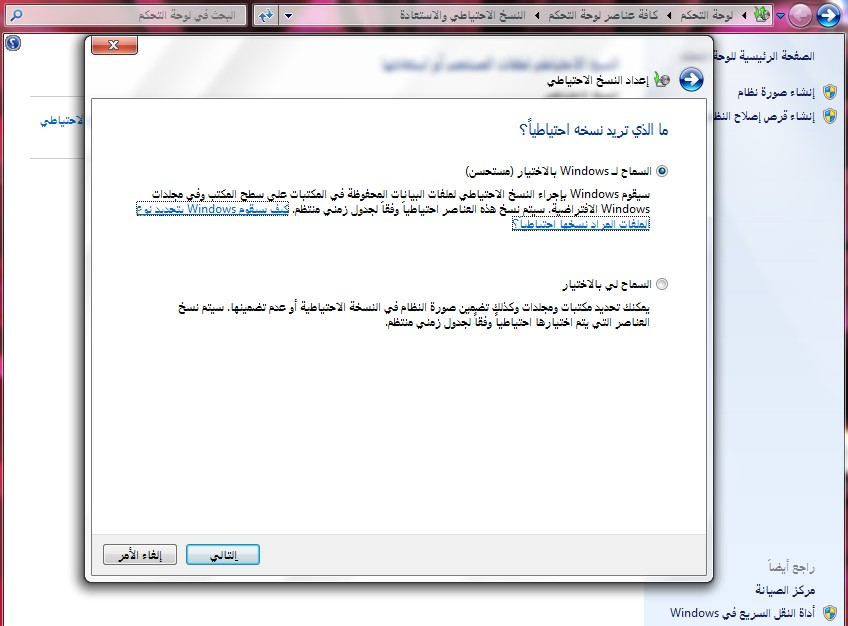 لوحة التحكم ◄ كافة عناصر لوحة التحكم ◄ النسخ الاحتياطي والاستعادة
البحث في لوحة التحكم
الصفحة الرئيسية للوحة
إنشاء صورة نظام
إنشاء قرص إصلاح النظ
الاحتياطي
إعداد النسخ الاحتياطي
ما الذي تريد نسخه احتياطياً؟
السماح لـ Windows بالاختيار (مستحسن)
سيقوم Windows بإجراء النسخ الاحتياطي لملفات البيانات المحفوظة في المكتبات على سطح المكتب وفي مجلدات
Windows الافتراضية. سيتم نسخ هذه العناصر احتياطياً وفقاً لجدول زمني منتظم. كيف سيقوم Windows بتحديد نوع
الملفات المراد نسخها احتياطياً؟
السماح لي بالاختيار
يمكنك تحديد مكتبات ومجلدات وكذلك تضمين صورة النظام في النسخة الاحتياطية أو عدم تضمينها. سيتم نسخ
العناصر التي يتم اختيارها احتياطياً وفقاً لجدول زمني منتظم.
التالي
إلغاء الأمر
راجع أيضاً
مركز الصيانة
أداة النقل السريع في Windows